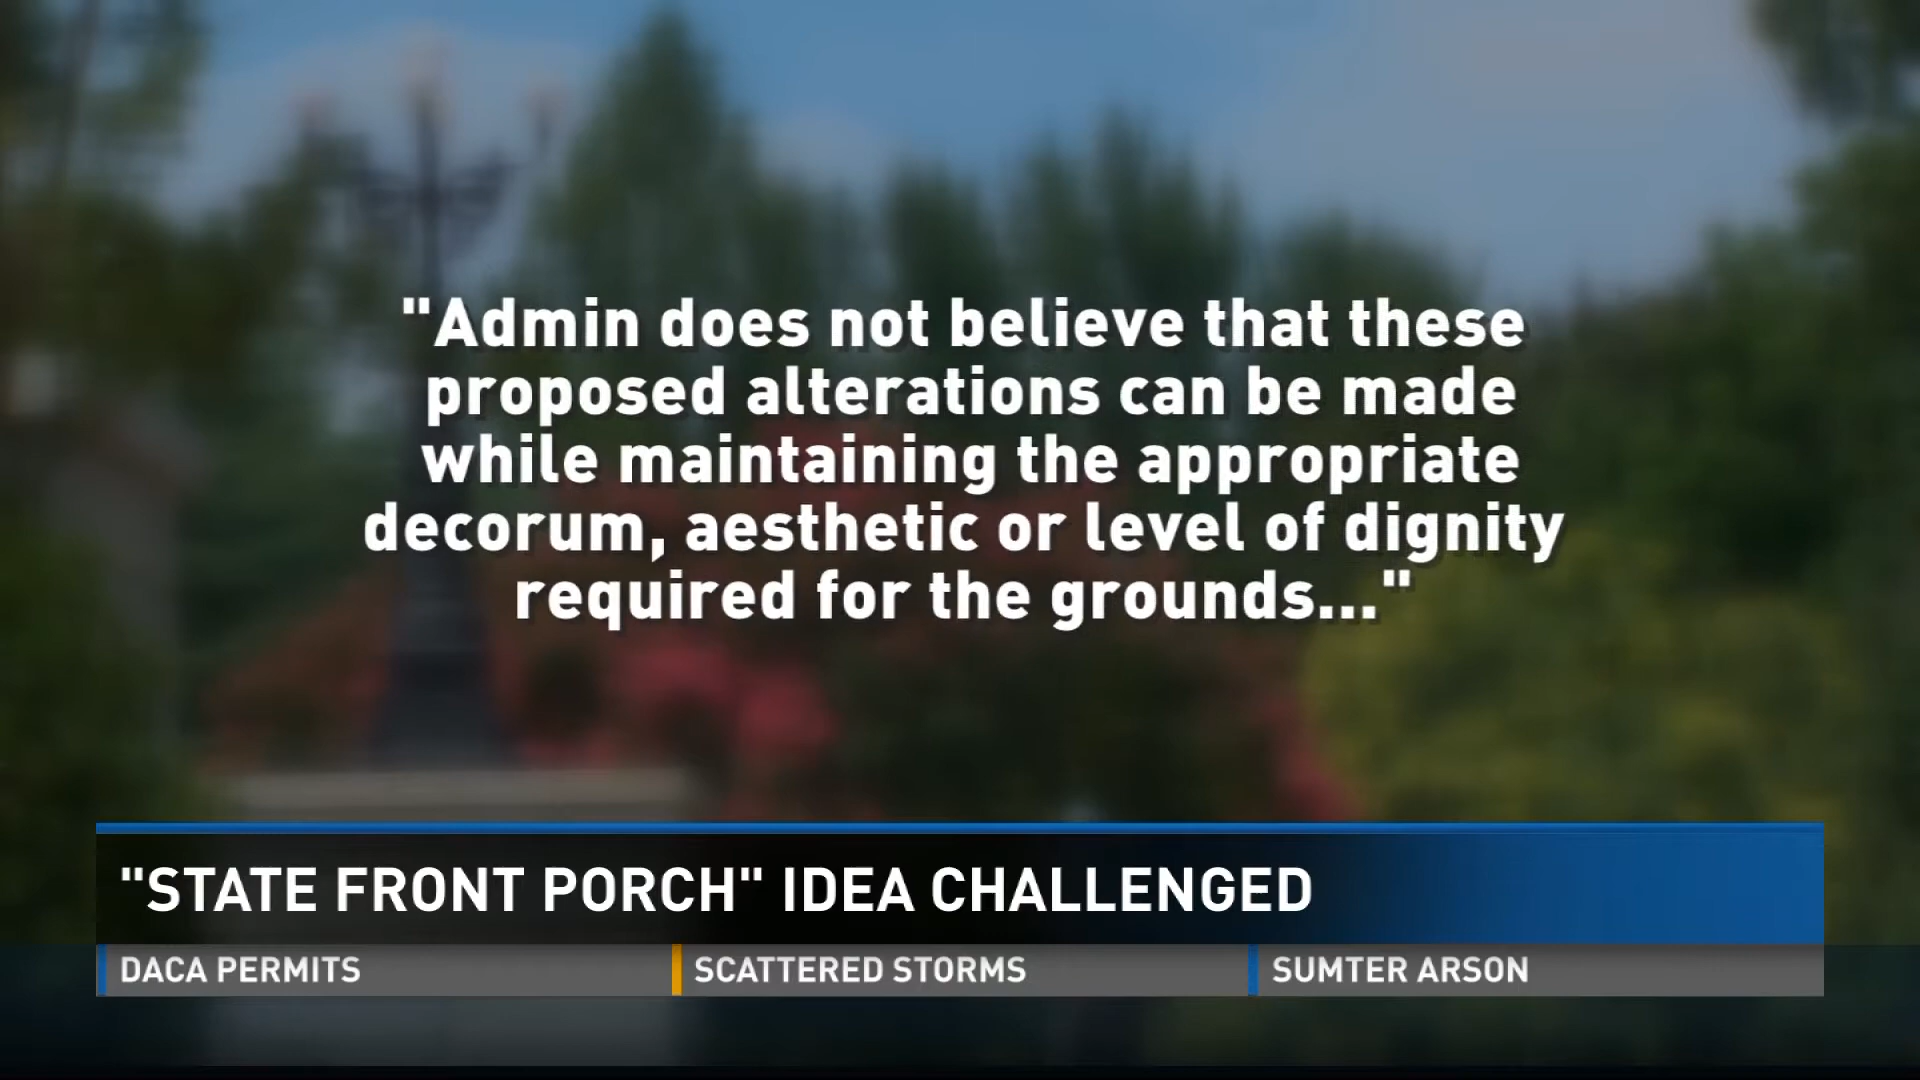 "Admin does not believe that these
proposed alterations can be made
while maintaining the appropriate
decorum, aesthetic or level of dignity
required for the grounds..."
"STATE FRONT PORCH" IDEA CHALLENGED
DACA PERMITS
SCATTERED STORMS
SUMTER ARSON